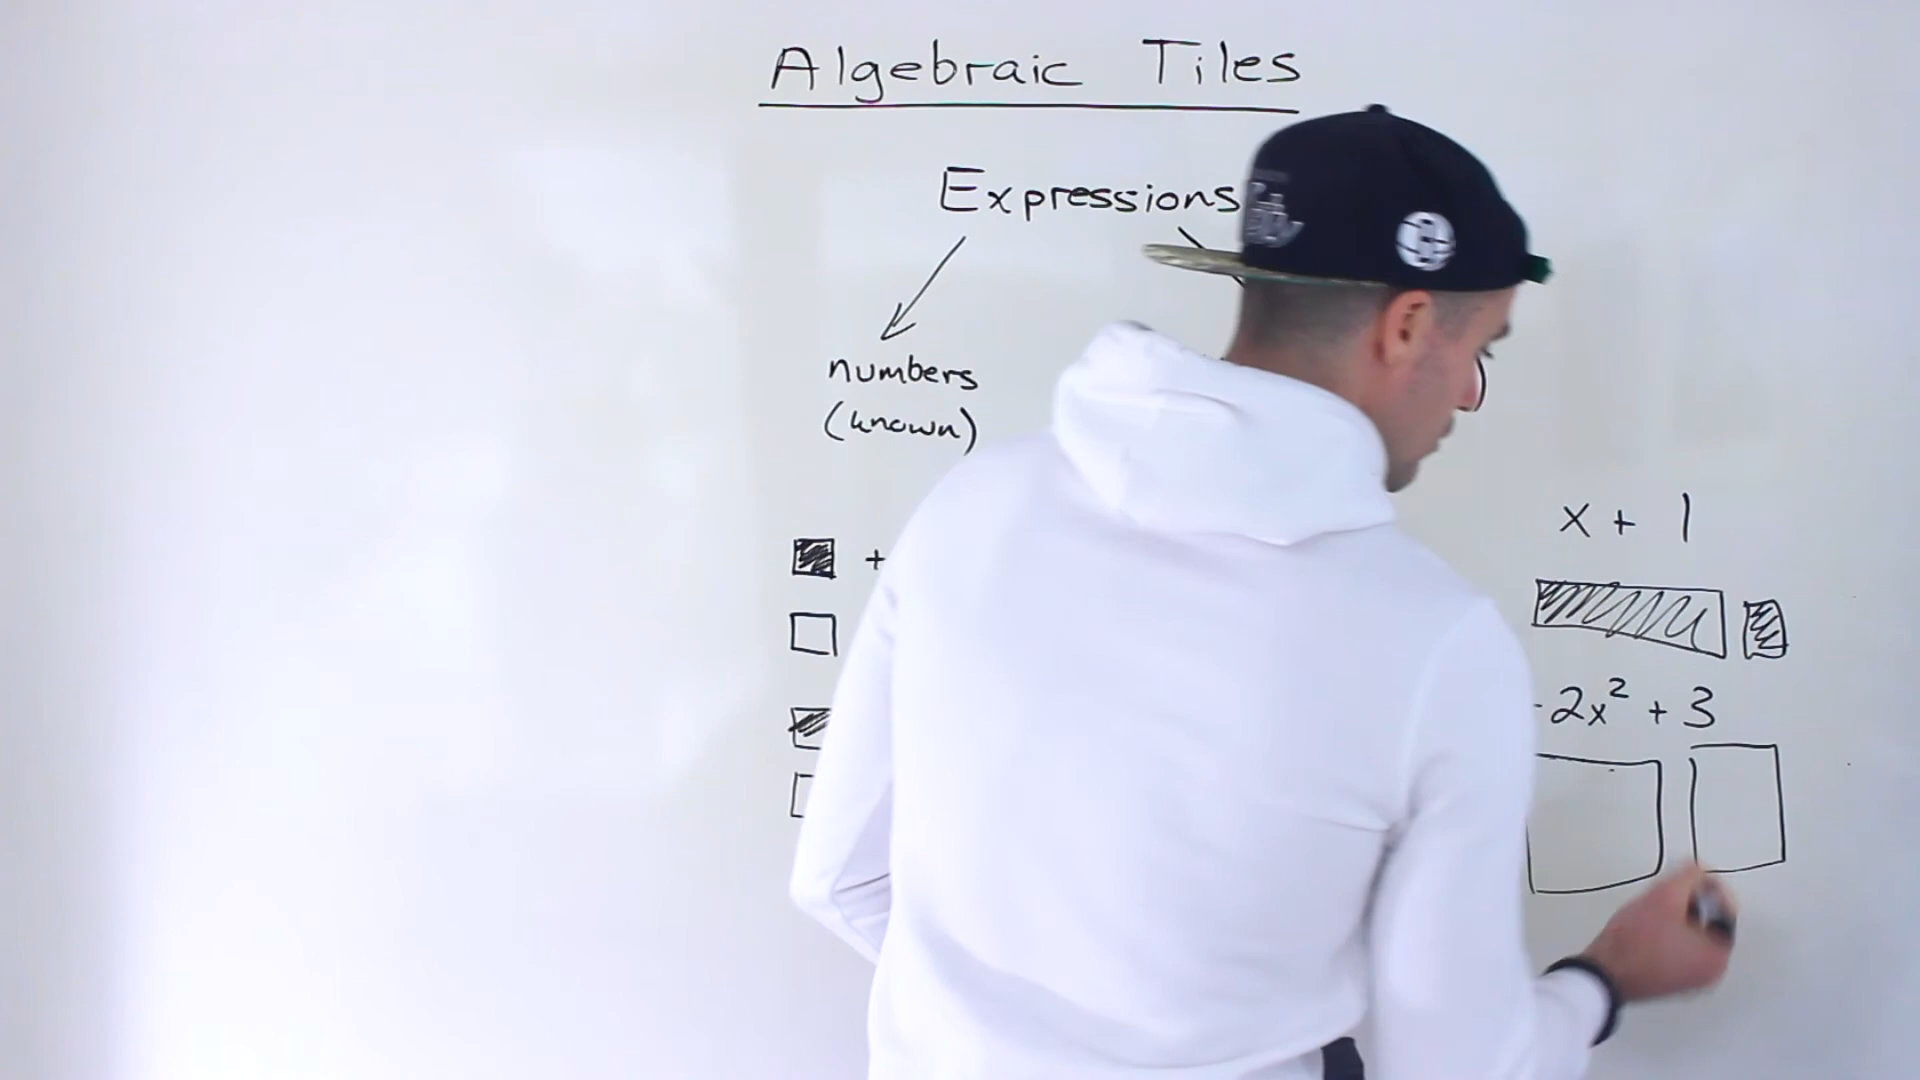 Algebraic Tiles
Expressions
numbers
(known)
x + 1
+
-2x² + 3